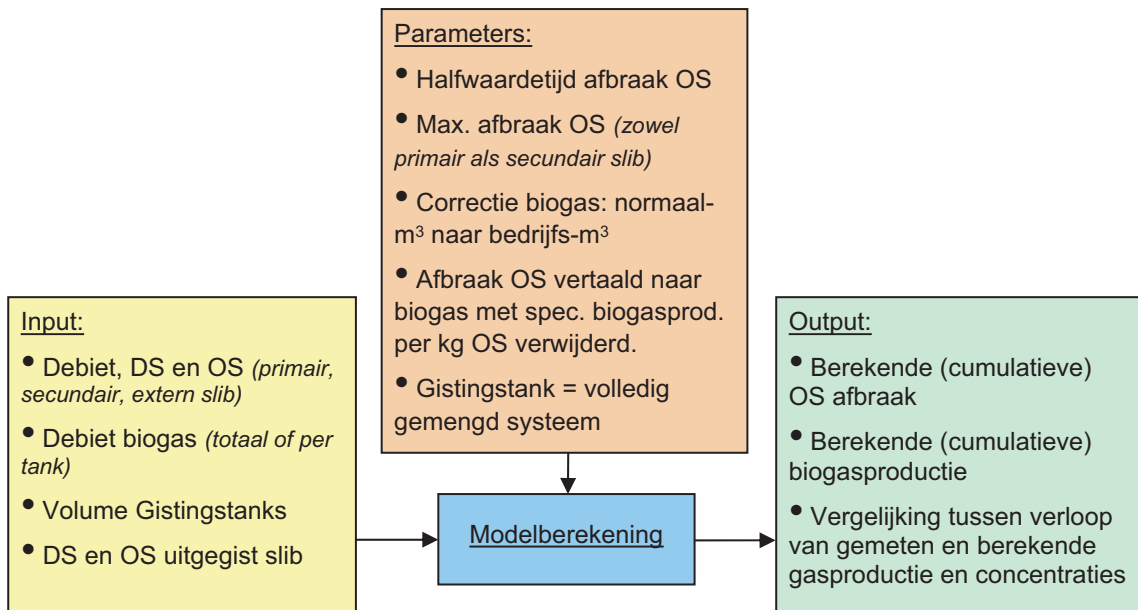 Parameters:
• Halfwaardetijd afbraak OS
• Max. afbraak OS (zowel
primair als secundair slib)
• Correctie biogas: normaal-
m³ naar bedrijfs-m³
• Afbraak OS vertaald naar
biogas met spec. biogasprod.
per kg OS verwijderd.
• Gistingstank = volledig
gemengd systeem
Input:
• Debiet, DS en OS (primair,
secundair, extern slib)
• Debiet biogas (totaal of per
tank)
• Volume Gistingstanks
• DS en OS uitgegist slib
Modelberekening
Output:
• Berekende (cumulatieve)
OS afbraak
• Berekende (cumulatieve)
biogasproductie
• Vergelijking tussen verloop
van gemeten en berekende
gasproductie en concentraties